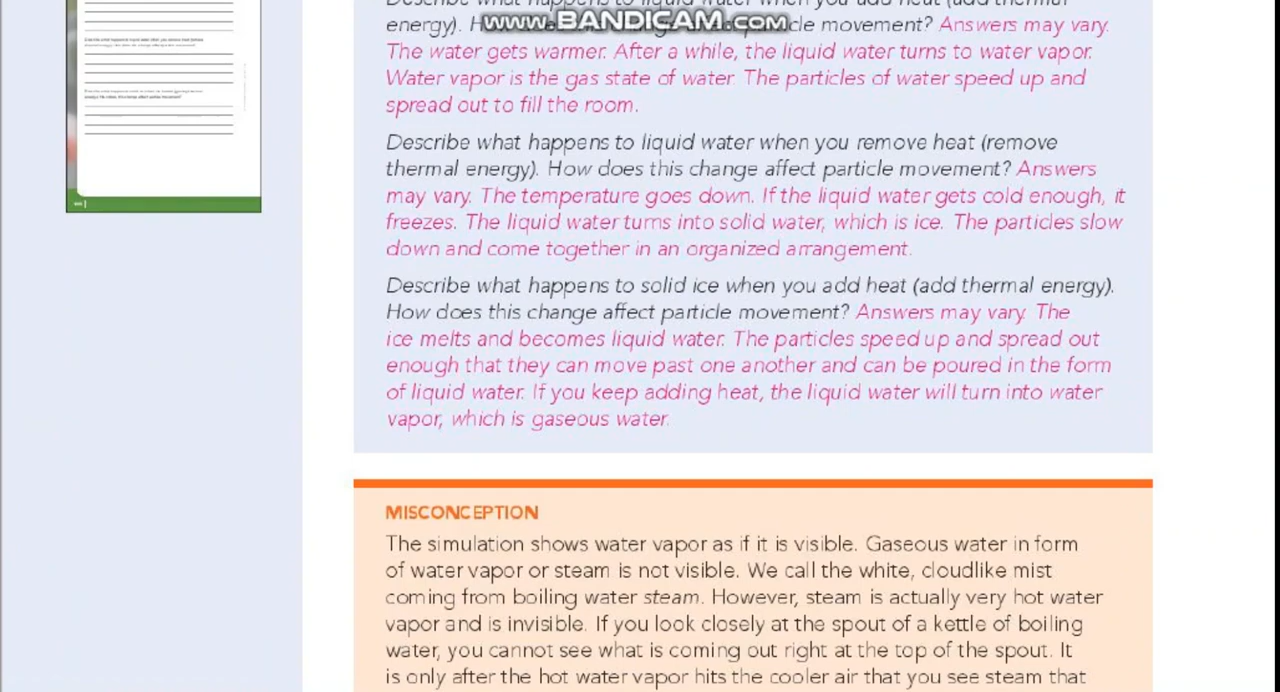 Describe what happens to liquid water when you add heat (add thermal
www.BANDICAM.com
energy). particle movement? Answers may vary.
The water gets warmer. After a while, the liquid water turns to water vapor.
Water vapor is the gas state of water. The particles of water speed up and
spread out to fill the room.
Describe what happens to liquid water when you remove heat (remove
thermal energy). How does this change affect particle movement? Answers
may vary. The temperature goes down. If the liquid water gets cold enough, it
freezes. The liquid water turns into solid water, which is ice. The particles slow
down and come together in an organized arrangement.
Describe what happens to solid ice when you add heat (add thermal energy).
How does this change affect particle movement? Answers may vary. The
ice melts and becomes liquid water. The particles speed up and spread out
enough that they can move past one another and can be poured in the form
of liquid water. If you keep adding heat, the liquid water will turn into water
vapor, which is gaseous water.
MISCONCEPTION
The simulation shows water vapor as if it is visible. Gaseous water in form
of water vapor or steam is not visible. We call the white, cloudlike mist
coming from boiling water steam. However, steam is actually very hot water
vapor and is invisible. If you look closely at the spout of a kettle of boiling
water, you cannot see what is coming out right at the top of the spout. It
is only after the hot water vapor hits the cooler air that you see steam that